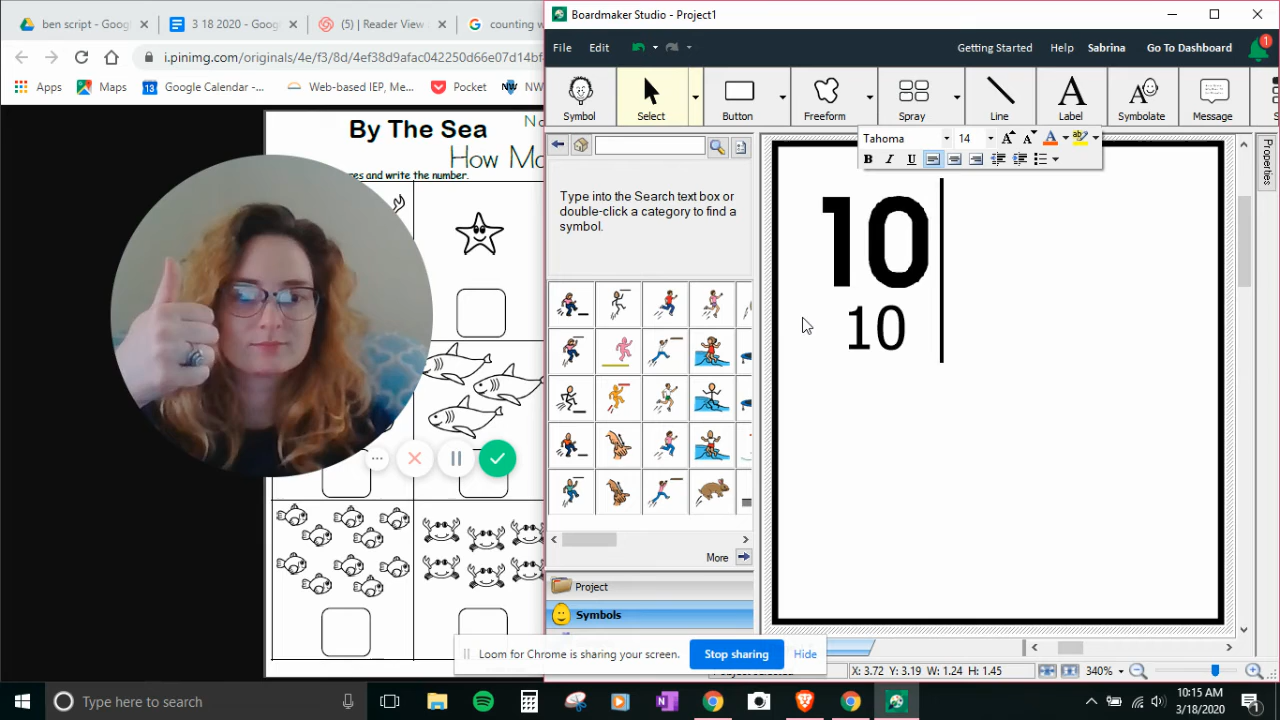 ben script - Goog
3 18 2020 - Goog
(5) | Reader View
counting w
Boardmaker Studio - Project1
i.pinimg.com/originals/4e/f3/8d/4ef38d9afac042250d66e07d14bf
File
Edit
Getting Started
Help
Sabrina
Go To Dashboard
1
Apps
Maps
Google Calendar -...
Web-based IEP, Me...
Pocket
NW
Symbol
Select
Button
Freeform
Spray
Line
Label
Symbolate
Message
By The Sea
How Mo
and write the number.
Tahoma
14
B I U
Properties
Type into the Search text box or
double-click a category to find a
symbol.
10
10
More
Project
Symbols
Loom for Chrome is sharing your screen.
Stop sharing
Hide
X: 3.72 Y: 3.19 W: 1.24 H: 1.45
340%
Type here to search
10:15 AM
3/18/2020